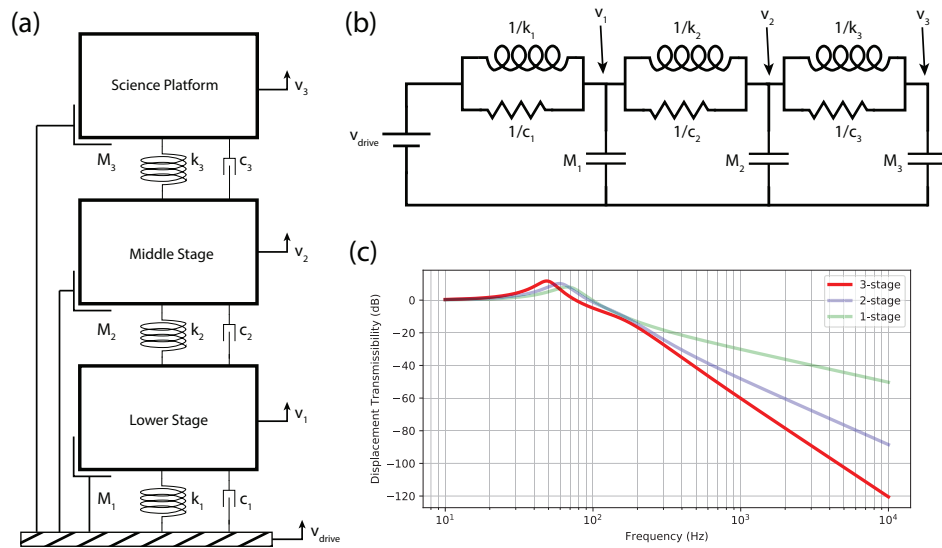 (a)
Science Platform
v3
M3
k3
c3
Middle Stage
v2
M2
k2
c2
Lower Stage
v1
M1
k1
c1
vdrive
(b)
1/k1
v1
1/k2
v2
1/k3
v3
1/c1
1/c2
1/c3
vdrive
M1
M2
M3
(c)
Displacement Transmissibility (dB)
0
−20
−40
−60
−80
−100
−120
3-stage
2-stage
1-stage
10^1
10^2
10^3
10^4
Frequency (Hz)